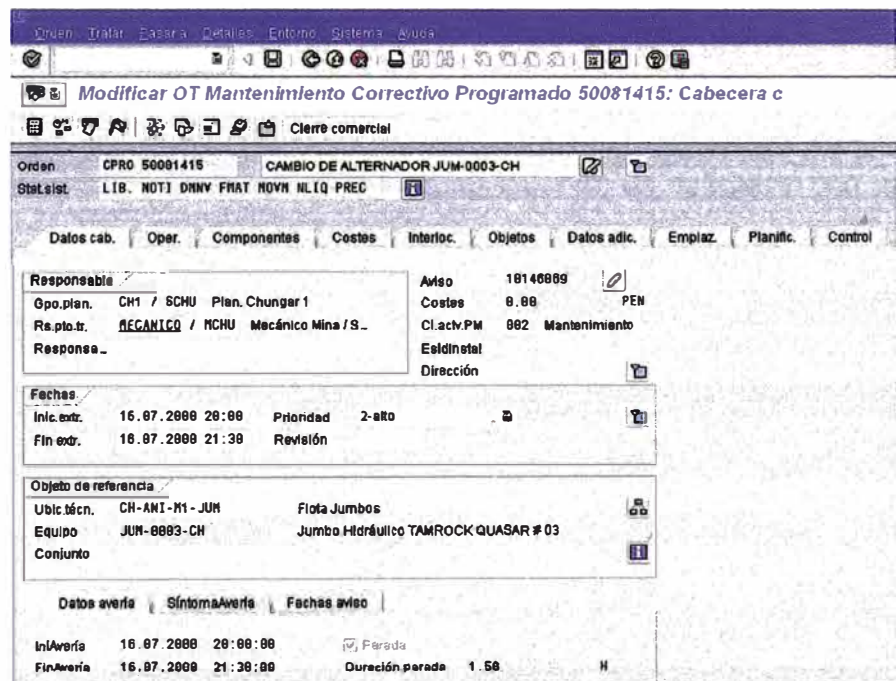 Orden Tratar Pasar a Detalles Entorno Sistema Ayuda
Modificar OT Mantenimiento Correctivo Programado 50081415: Cabecera c
Cierre comercial
Orden CPRO 50081415 CAMBIO DE ALTERNADOR JUM-0003-CH
Stat.sist. LIB. NOTI DMNV FMAT MOVM NLIQ PREC
Datos cab. Oper. Componentes Costes Interloc. Objetos Datos adic. Emplaz. Planific. Control
Responsable
Gpo.plan. CH1 / SCHU Plan. Chungar 1
Rs.pto.tr. MECANICO / MCHU Mecánico Mina / S...
Responsa...
Aviso 10146069
Costes 0.00 PEN
Cl.actv.PM 002 Mantenimiento
EsIdInstal
Dirección
Fechas
Inic.extr. 16.07.2008 20:00 Prioridad 2-alto
Fin extr. 16.07.2008 21:30 Revisión
Objeto de referencia
Ubic.técn. CH-ANI-M1-JUM Flota Jumbos
Equipo JUM-0003-CH Jumbo Hidráulico TAMROCK QUASAR # 03
Conjunto
Datos avería SíntomaAvería Fechas aviso
IniAvería 16.07.2008 20:00:00 Parada
FinAvería 16.07.2008 21:30:00 Duración parada 1.50 H